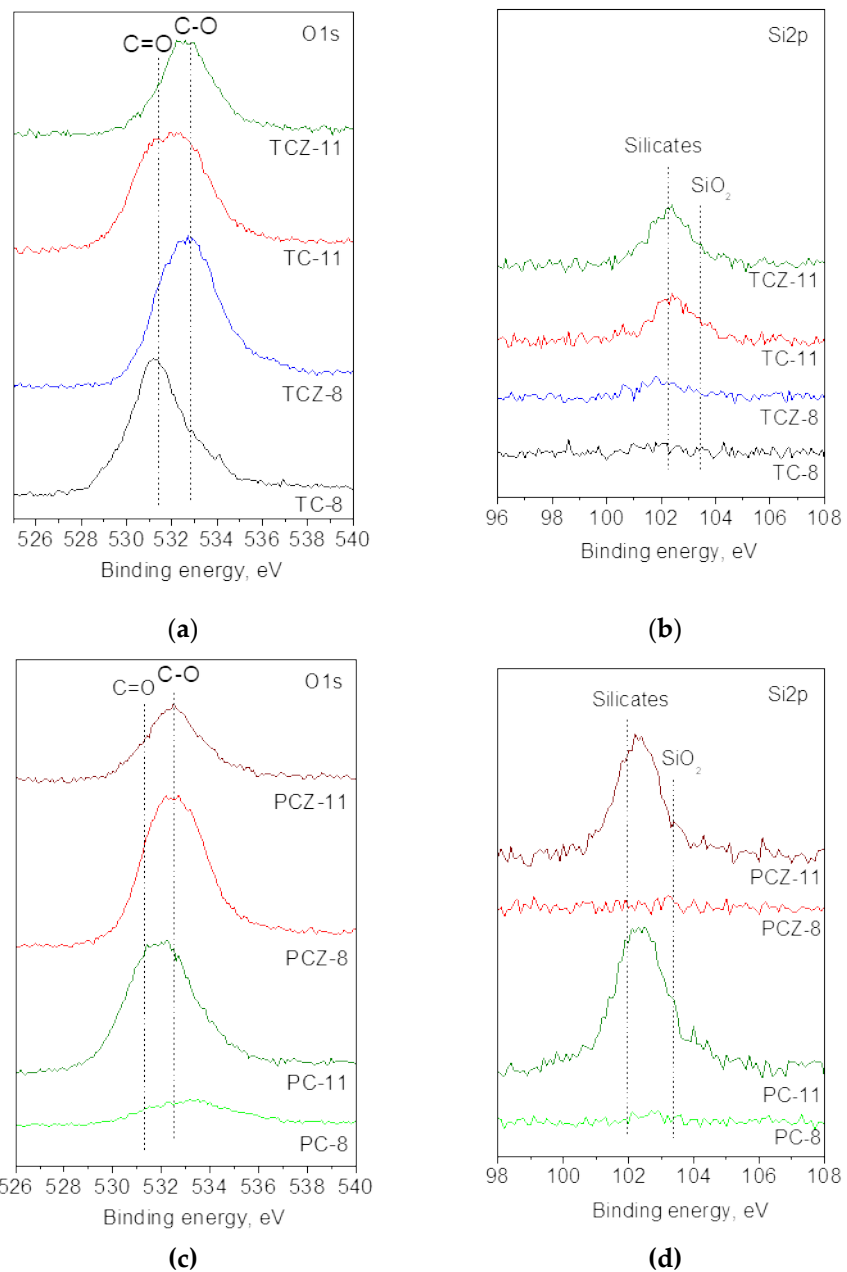 O1s
C-O
C=O
TCZ-11
TC-11
TCZ-8
TC-8
526 528 530 532 534 536 538 540
Binding energy, eV
(a)
Si2p
Silicates
SiO2
TCZ-11
TC-11
TCZ-8
TC-8
96 98 100 102 104 106 108
Binding energy, eV
(b)
O1s
C-O
C=O
PCZ-11
PCZ-8
PC-11
PC-8
526 528 530 532 534 536 538 540
Binding energy, eV
(c)
Si2p
Silicates
SiO2
PCZ-11
PCZ-8
PC-11
PC-8
98 100 102 104 106 108
Binding energy, eV
(d)